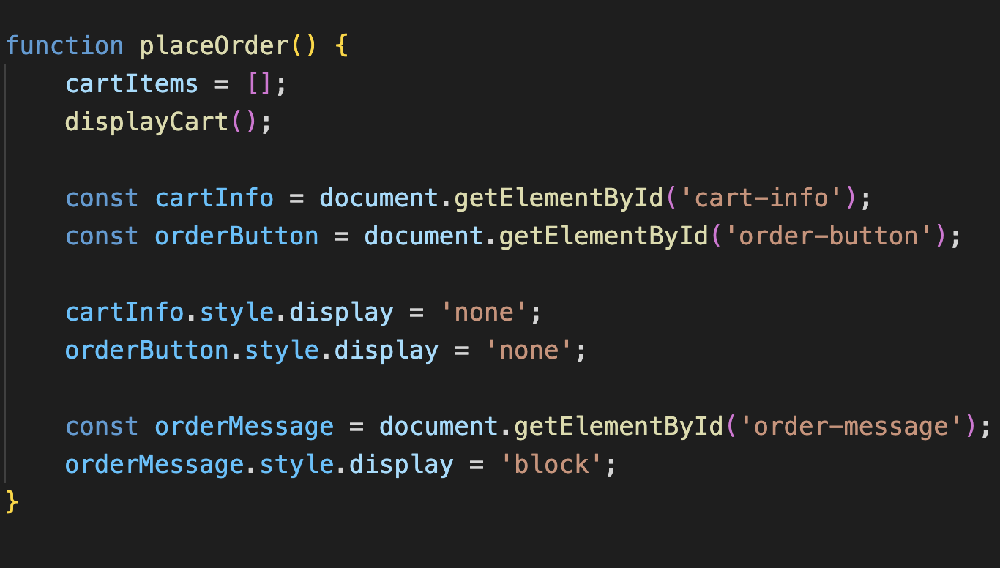 function placeOrder() {
    cartItems = [];
    displayCart();

    const cartInfo = document.getElementById('cart-info');
    const orderButton = document.getElementById('order-button');

    cartInfo.style.display = 'none';
    orderButton.style.display = 'none';

    const orderMessage = document.getElementById('order-message');
    orderMessage.style.display = 'block';
}